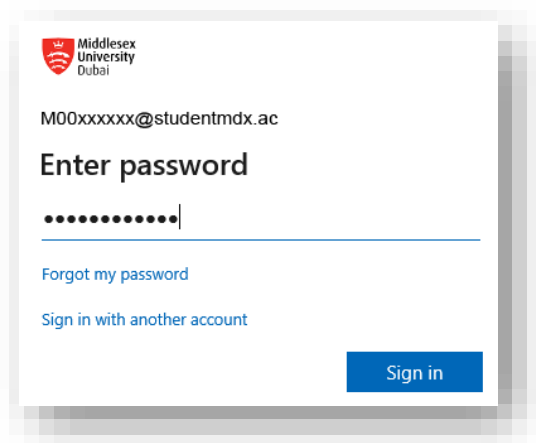 Middlesex
University
Dubai
M00xxxxxx@studentmdx.ac
Enter password
••••••••••••
Forgot my password
Sign in with another account
Sign in